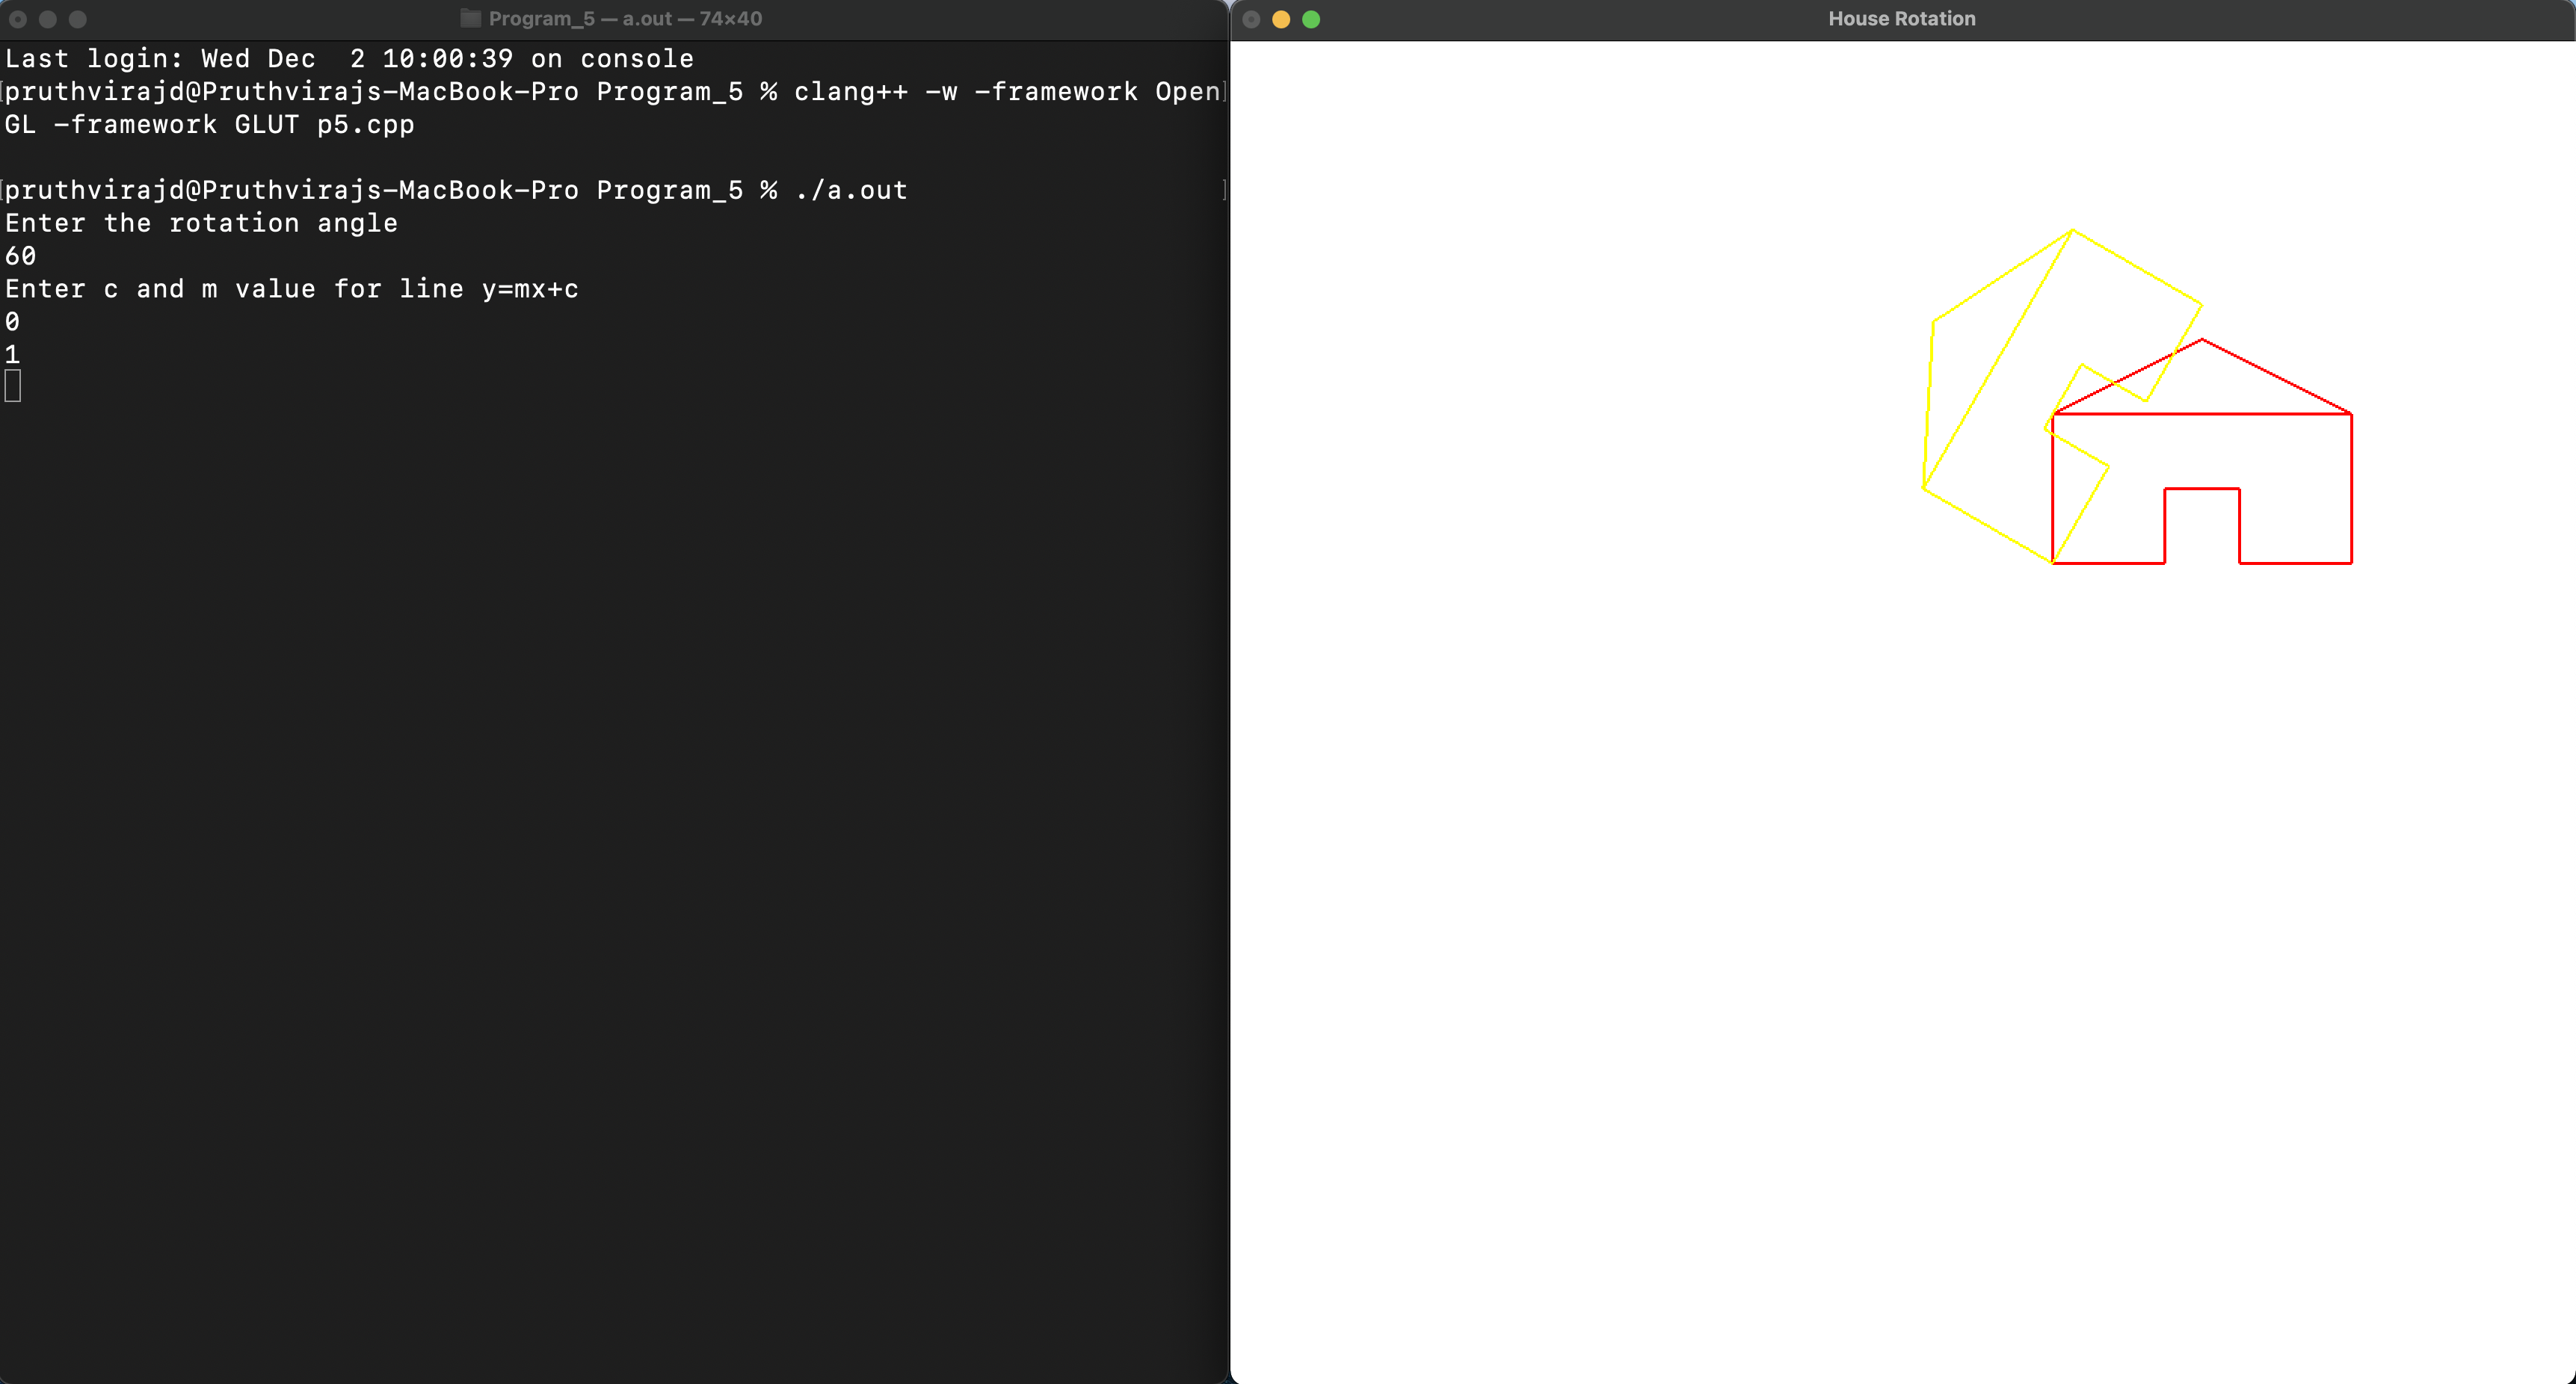 Program_5 — a.out — 74×40
Last login: Wed Dec  2 10:00:39 on console
[pruthvirajd@Pruthvirajs-MacBook-Pro Program_5 % clang++ -w -framework Open]
GL -framework GLUT p5.cpp
[pruthvirajd@Pruthvirajs-MacBook-Pro Program_5 % ./a.out ]
Enter the rotation angle
60
Enter c and m value for line y=mx+c
0
1
House Rotation